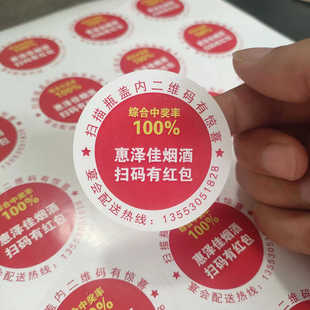 扫描瓶盖内二维码有惊喜
综合中奖率
100%
惠泽佳烟酒
扫码有红包
宴会配送热线：13553051828